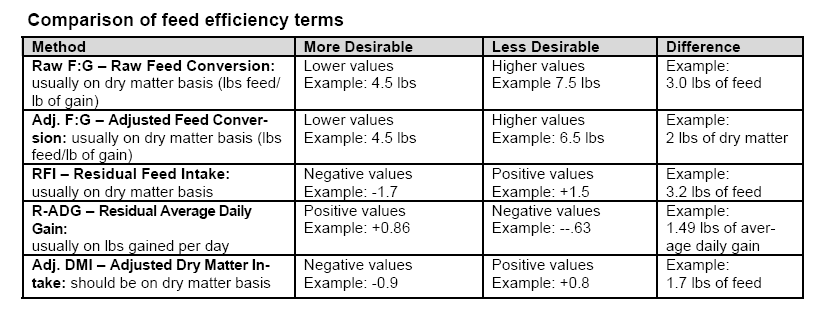 Comparison of feed efficiency terms
Method More Desirable Less Desirable Difference
Raw F:G – Raw Feed Conversion: Lower values Higher values Example:
usually on dry matter basis (lbs feed/ Example: 4.5 lbs Example 7.5 lbs 3.0 lbs of feed
lb of gain)
Adj. F:G – Adjusted Feed Conver- Lower values Higher values Example:
sion: usually on dry matter basis (lbs Example: 4.5 lbs Example: 6.5 lbs 2 lbs of dry matter
feed/lb of gain)
RFI – Residual Feed Intake: Negative values Positive values Example:
usually on dry matter basis Example: -1.7 Example: +1.5 3.2 lbs of feed
R-ADG – Residual Average Daily Positive values Negative values Example:
Gain: Example: +0.86 Example: --.63 1.49 lbs of aver-
usually on lbs gained per day age daily gain
Adj. DMI – Adjusted Dry Matter In- Negative values Positive values Example:
take: should be on dry matter basis Example: -0.9 Example: +0.8 1.7 lbs of feed